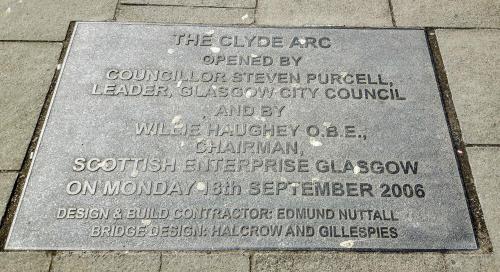 THE CLYDE ARC
OPENED BY
COUNCILLOR STEVEN PURCELL,
LEADER, GLASGOW CITY COUNCIL
AND BY
WILLIE HAUGHEY O.B.E.,
CHAIRMAN,
SCOTTISH ENTERPRISE GLASGOW
ON MONDAY 18th SEPTEMBER 2006
DESIGN & BUILD CONTRACTOR: EDMUND NUTTALL
BRIDGE DESIGN: HALCROW AND GILLESPIES